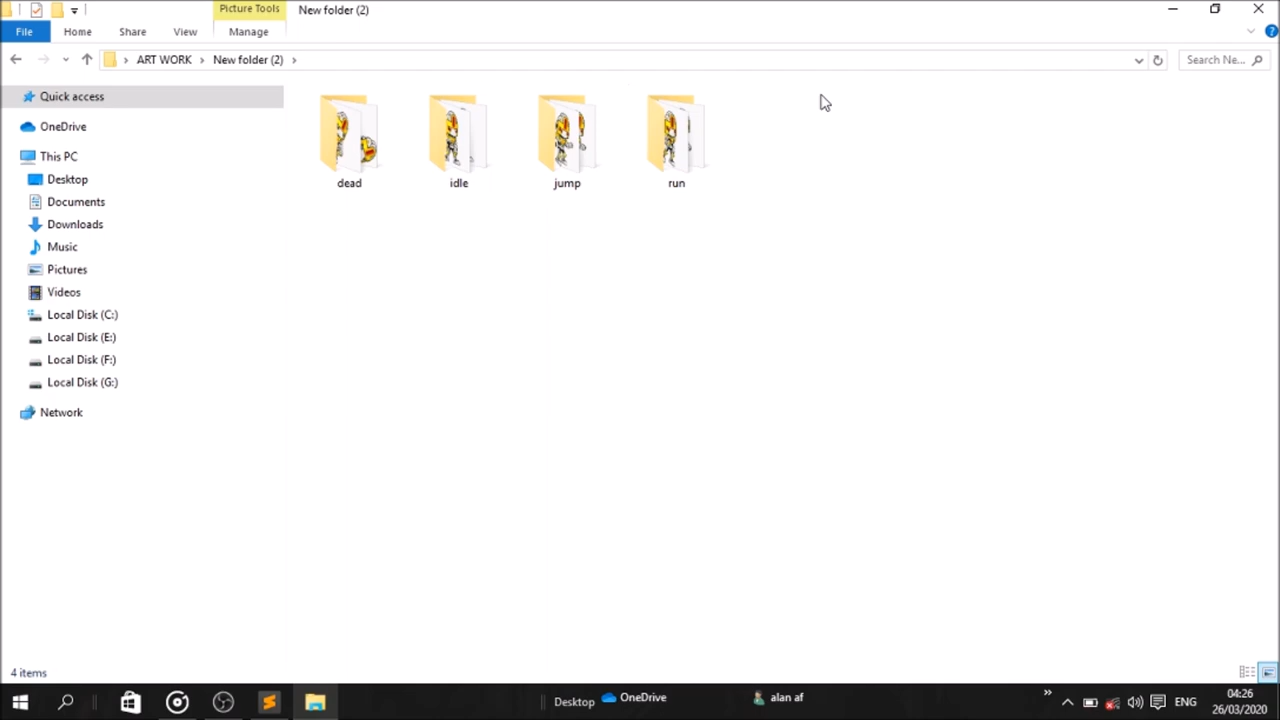 Picture Tools
New folder (2)
File
Home
Share
View
Manage
ART WORK
New folder (2)
Search Ne...
Quick access
OneDrive
This PC
Desktop
Documents
Downloads
Music
Pictures
Videos
Local Disk (C:)
Local Disk (E:)
Local Disk (F:)
Local Disk (G:)
Network
dead
idle
jump
run
4 items
Desktop
OneDrive
alan af
ENG
04:26
26/03/2020